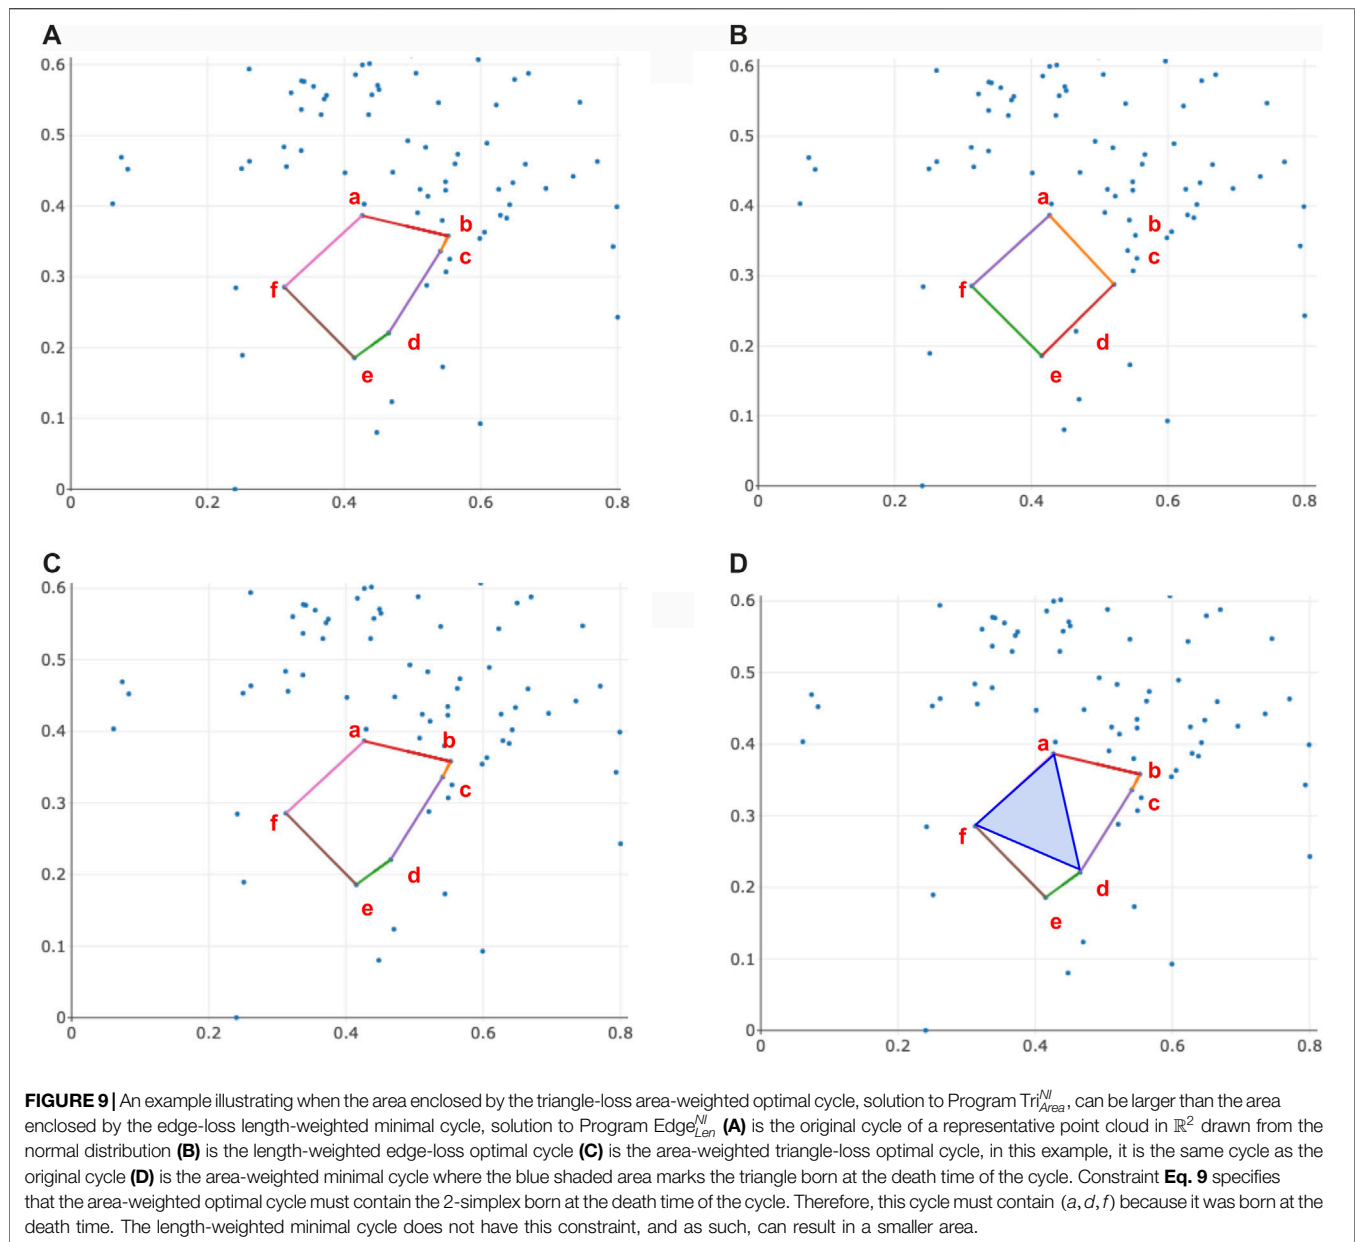 A
B
0.6
0.5
0.4
0.3
0.2
0.1
0
0
0.2
0.4
0.6
0.8
a
b
c
d
e
f
0.6
0.5
0.4
0.3
0.2
0.1
0
0
0.2
0.4
0.6
0.8
a
b
c
d
e
f
C
D
0.6
0.5
0.4
0.3
0.2
0.1
0
0
0.2
0.4
0.6
0.8
a
b
c
d
e
f
0.6
0.5
0.4
0.3
0.2
0.1
0
0
0.2
0.4
0.6
0.8
a
b
c
d
e
f
FIGURE 9 | An example illustrating when the area enclosed by the triangle-loss area-weighted optimal cycle, solution to Program Tri^{NI}_{Area}, can be larger than the area
enclosed by the edge-loss length-weighted minimal cycle, solution to Program Edge^{NI}_{Len} (A) is the original cycle of a representative point cloud in ℝ² drawn from the
normal distribution (B) is the length-weighted edge-loss optimal cycle (C) is the area-weighted triangle-loss optimal cycle, in this example, it is the same cycle as the
original cycle (D) is the area-weighted minimal cycle where the blue shaded area marks the triangle born at the death time of the cycle. Constraint Eq. 9 specifies
that the area-weighted optimal cycle must contain the 2-simplex born at the death time of the cycle. Therefore, this cycle must contain (a, d, f) because it was born at the
death time. The length-weighted minimal cycle does not have this constraint, and as such, can result in a smaller area.